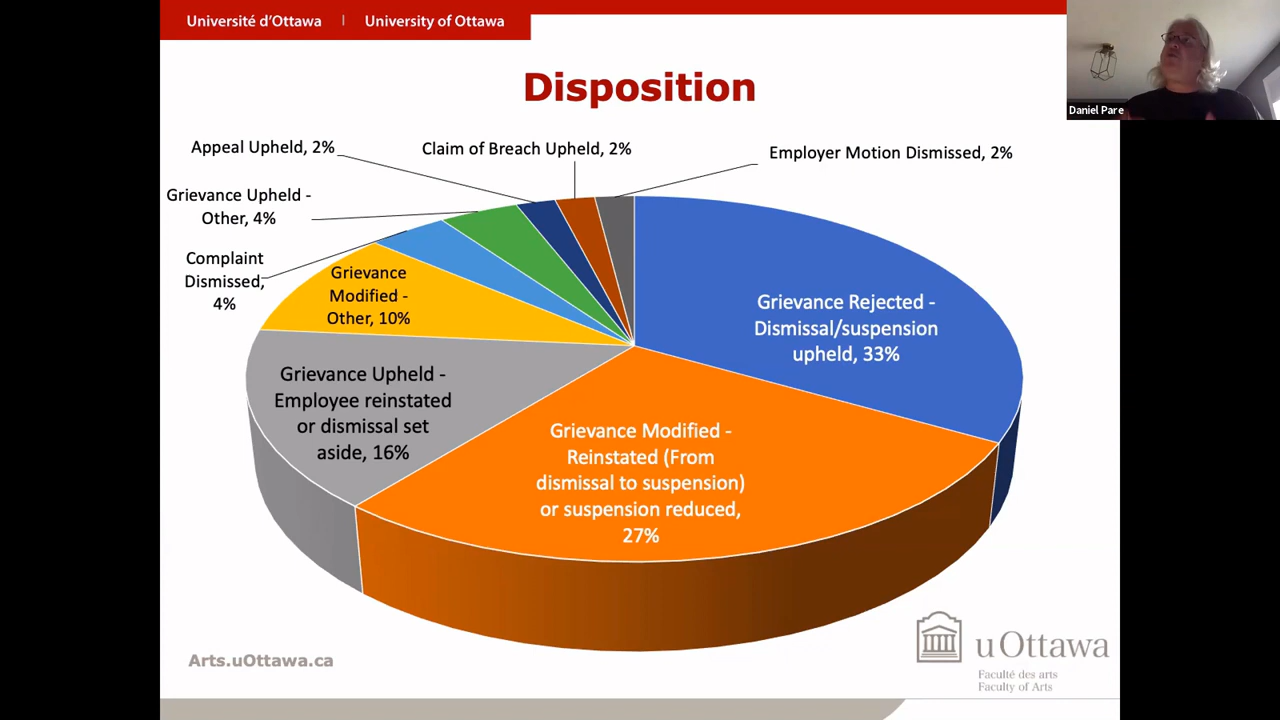 Université d'Ottawa | University of Ottawa
Daniel Pare
Disposition
Appeal Upheld, 2%
Claim of Breach Upheld, 2%
Employer Motion Dismissed, 2%
Grievance Upheld -
Other, 4%
Complaint
Dismissed,
4%
Grievance
Modified -
Other, 10%
Grievance Rejected -
Dismissal/suspension
upheld, 33%
Grievance Upheld -
Employee reinstated
or dismissal set
aside, 16%
Grievance Modified -
Reinstated (From
dismissal to suspension)
or suspension reduced,
27%
Arts.uOttawa.ca
uOttawa
Faculté des arts
Faculty of Arts